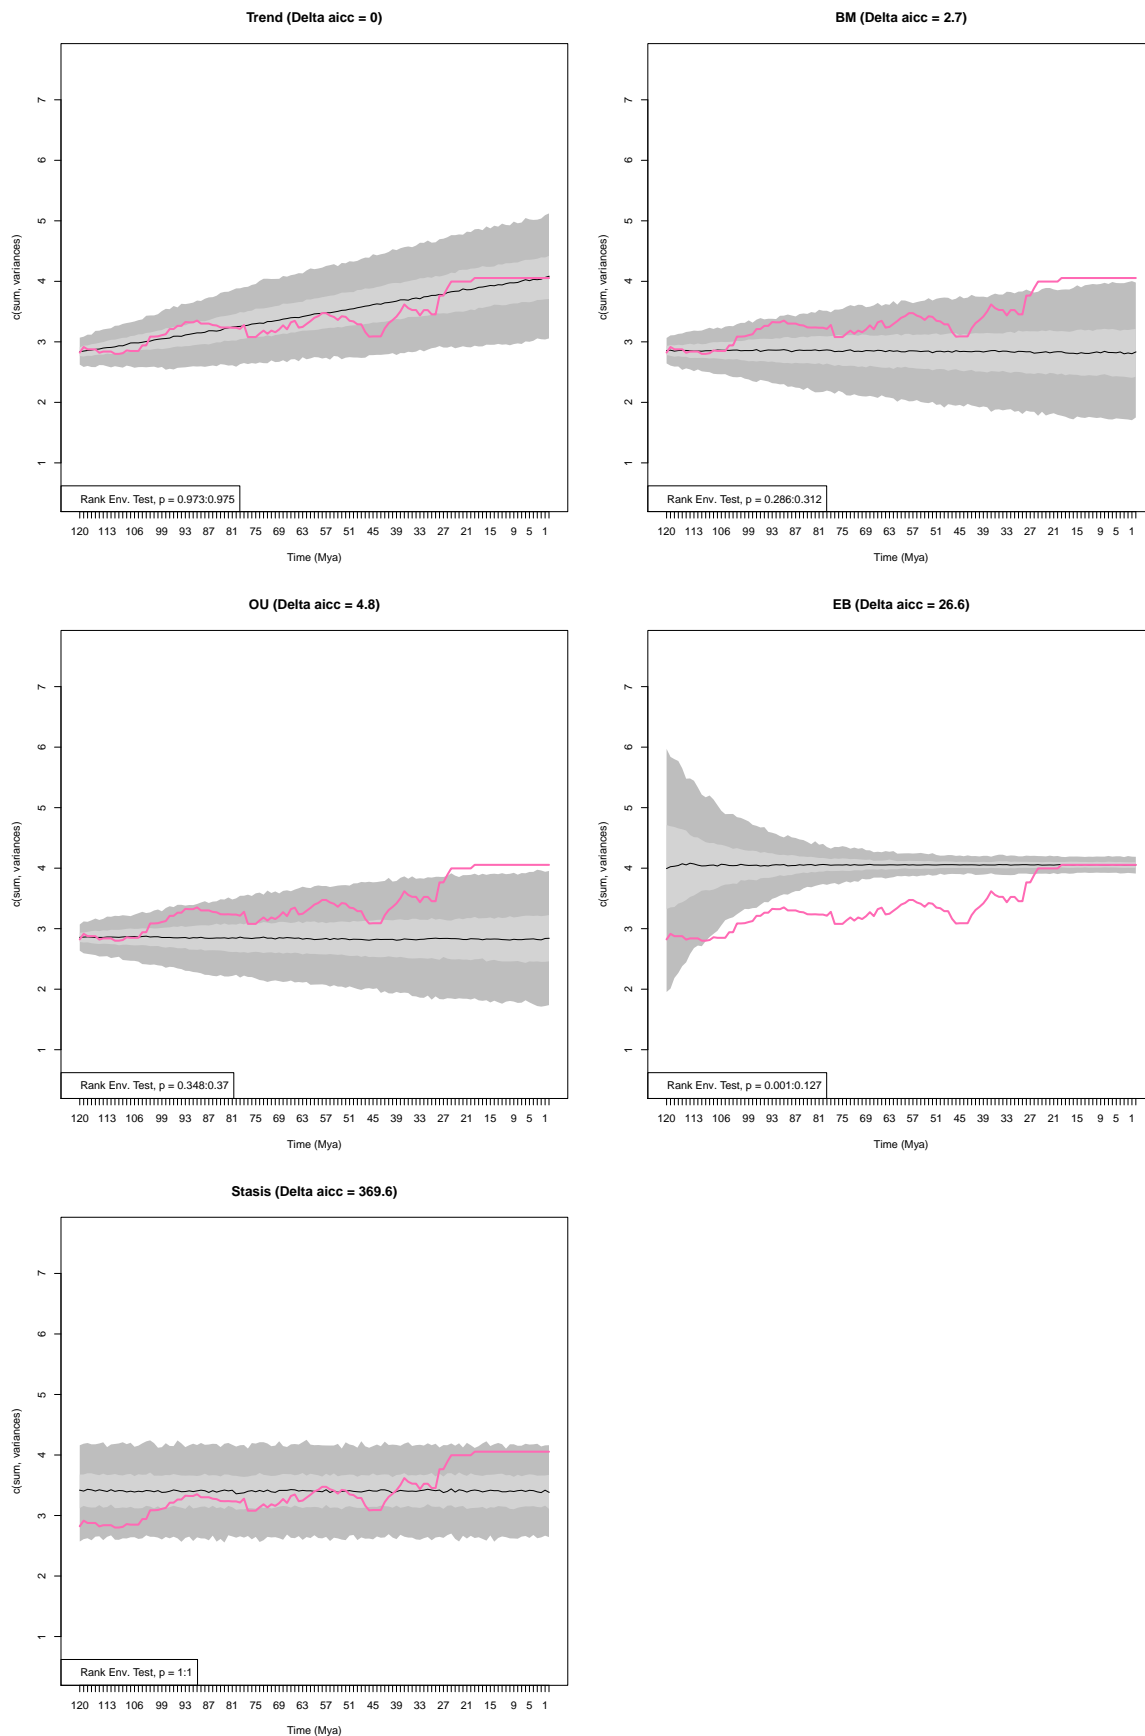 Trend (Delta aicc = 0)
c(sum, variances)
7
6
5
4
3
2
1
Rank Env. Test, p = 0.973:0.975
120 113 106 99 93 87 81 75 69 63 57 51 45 39 33 27 21 15 9 5 1
Time (Mya)
BM (Delta aicc = 2.7)
c(sum, variances)
7
6
5
4
3
2
1
Rank Env. Test, p = 0.286:0.312
120 113 106 99 93 87 81 75 69 63 57 51 45 39 33 27 21 15 9 5 1
Time (Mya)
OU (Delta aicc = 4.8)
c(sum, variances)
7
6
5
4
3
2
1
Rank Env. Test, p = 0.348:0.37
120 113 106 99 93 87 81 75 69 63 57 51 45 39 33 27 21 15 9 5 1
Time (Mya)
EB (Delta aicc = 26.6)
c(sum, variances)
7
6
5
4
3
2
1
Rank Env. Test, p = 0.001:0.127
120 113 106 99 93 87 81 75 69 63 57 51 45 39 33 27 21 15 9 5 1
Time (Mya)
Stasis (Delta aicc = 369.6)
c(sum, variances)
7
6
5
4
3
2
1
Rank Env. Test, p = 1:1
120 113 106 99 93 87 81 75 69 63 57 51 45 39 33 27 21 15 9 5 1
Time (Mya)